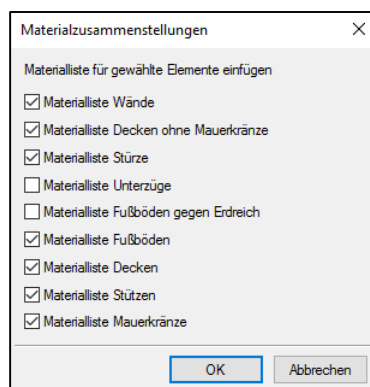 Materialzusammenstellungen
Materialliste für gewählte Elemente einfügen
Materialliste Wände
Materialliste Decken ohne Mauerkränze
Materialliste Stürze
Materialliste Unterzüge
Materialliste Fußböden gegen Erdreich
Materialliste Fußböden
Materialliste Decken
Materialliste Stützen
Materialliste Mauerkränze
OK Abbrechen